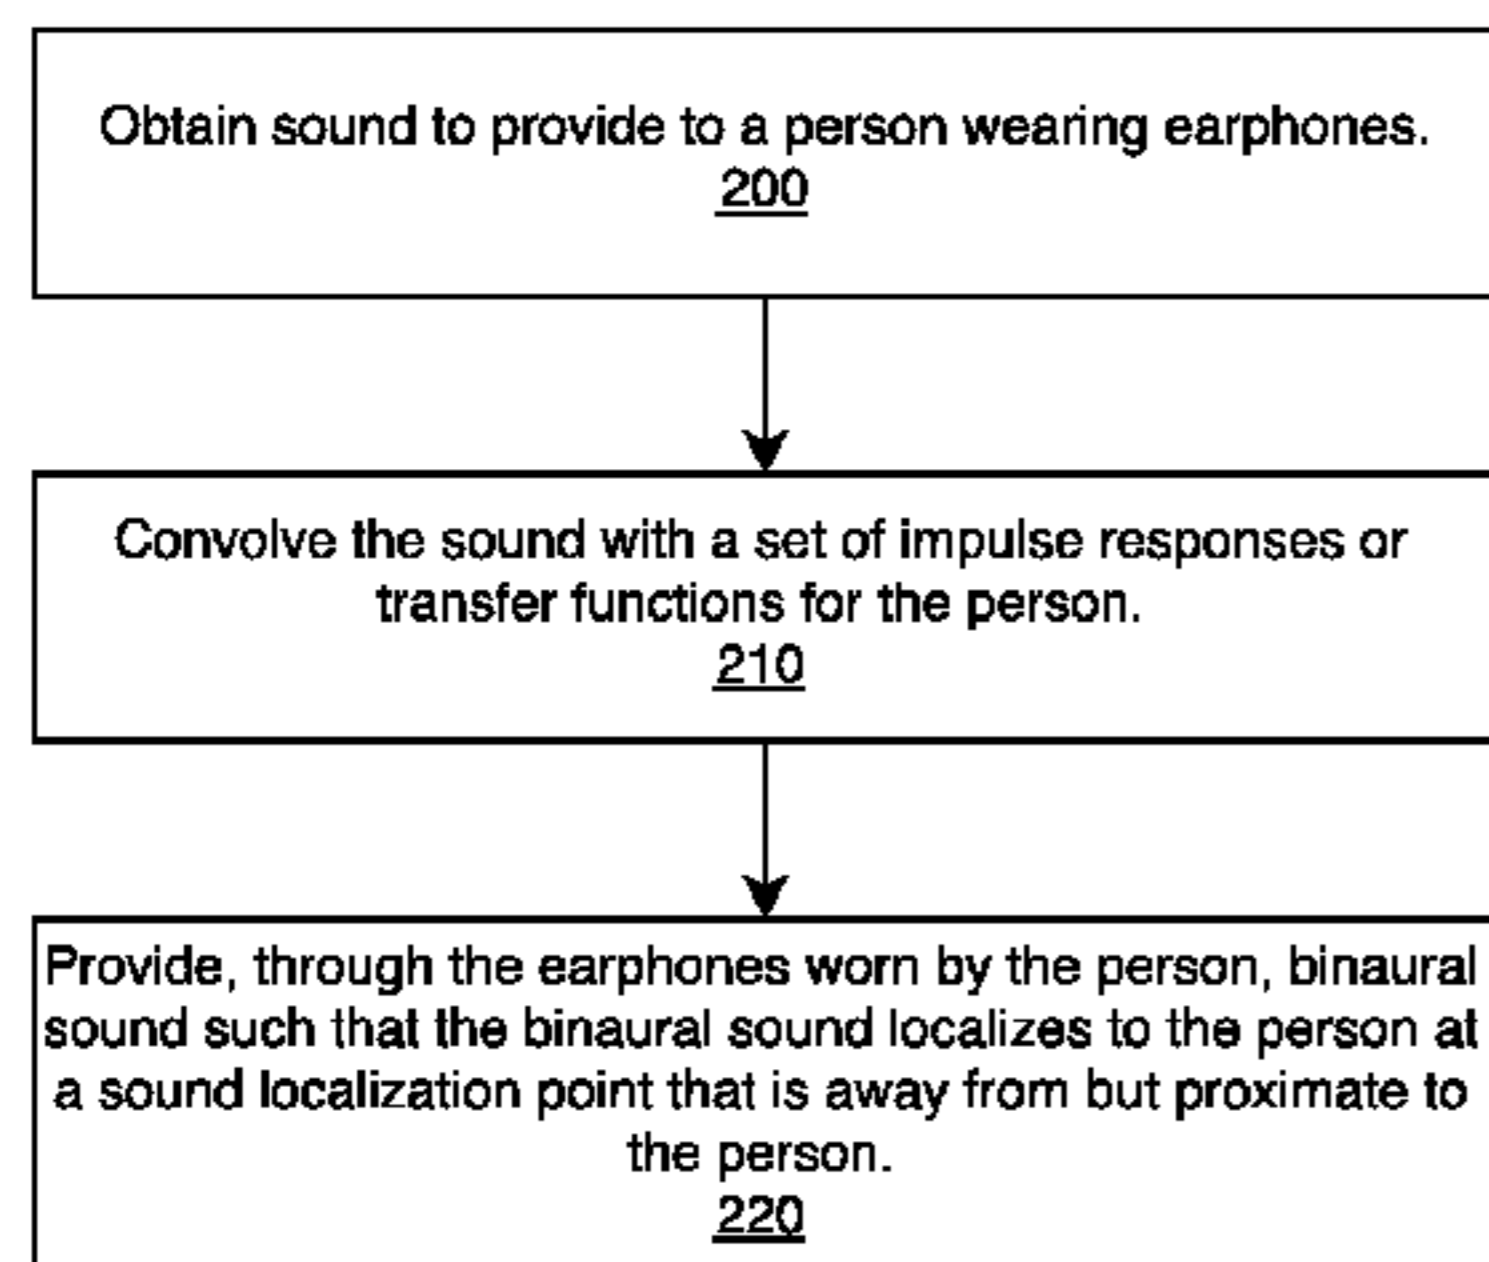 Obtain sound to provide to a person wearing earphones.
200
Convolve the sound with a set of impulse responses or
transfer functions for the person.
210
Provide, through the earphones worn by the person, binaural
sound such that the binaural sound localizes to the person at
a sound localization point that is away from but proximate to
the person.
220